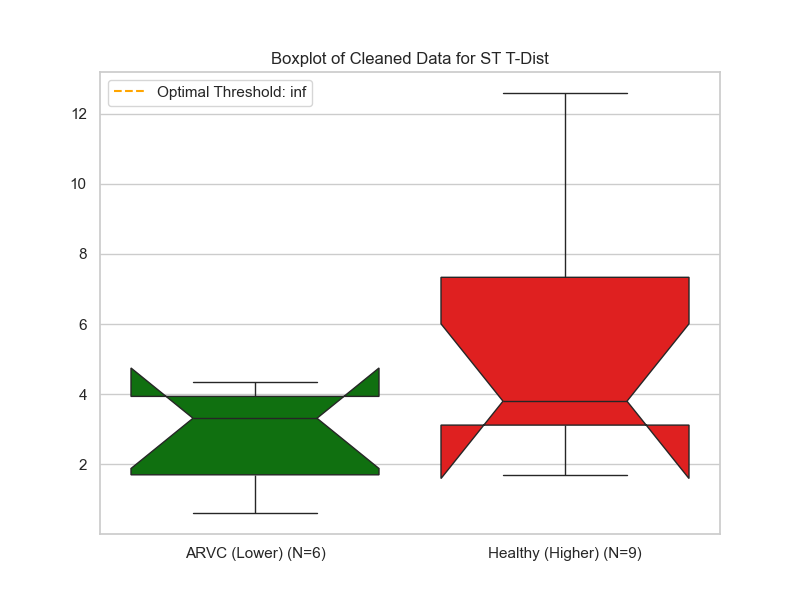 Boxplot of Cleaned Data for ST T-Dist
Optimal Threshold: inf
12
10
8
6
4
2
ARVC (Lower) (N=6)
Healthy (Higher) (N=9)